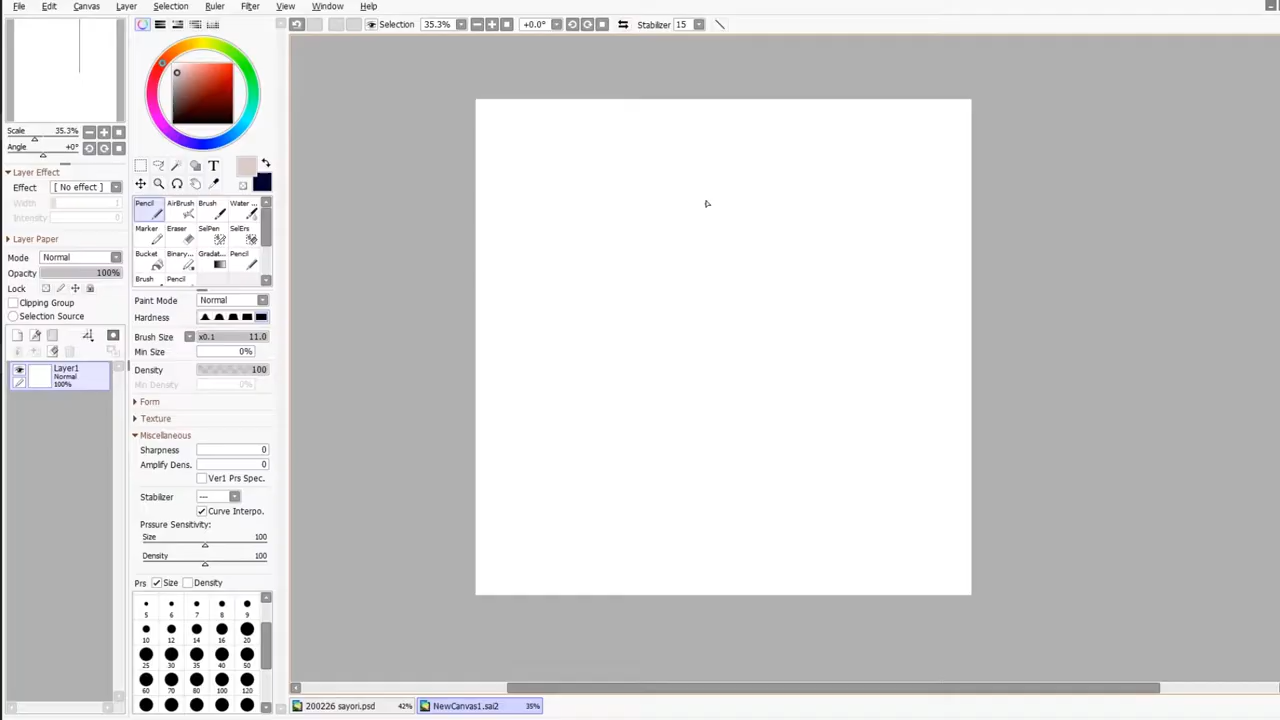 File Edit Canvas Layer Selection Ruler Filter View Window Help
Selection 35.3% +0.0° Stabilizer 15
Scale 35.3%
Angle +0°
Layer Effect
Effect [ No effect ]
Width 1
Intensity
Layer Paper
Mode Normal
Opacity 100%
Lock
Clipping Group
Selection Source
Layer1
Normal
100%
T
Pencil AirBrush Brush Water ...
Marker Eraser SelPen SelErs
Bucket Binary... Gradat... Pencil
Brush Pencil
Paint Mode Normal
Hardness
Brush Size x0.1 11.0
Min Size 0%
Density 100
Min Density 0%
Form
Texture
Miscellaneous
Sharpness 0
Amplify Dens. 0
Ver1 Prs Spec.
Stabilizer ---
Curve Interpo.
Prssure Sensitivity:
Size 100
Density 100
Prs Size Density
5 6 7 8 9
10 12 14 16 20
25 30 35 40 50
60 70 80 100 120
200226 sayori.psd 42% NewCanvas1.sai2 35%